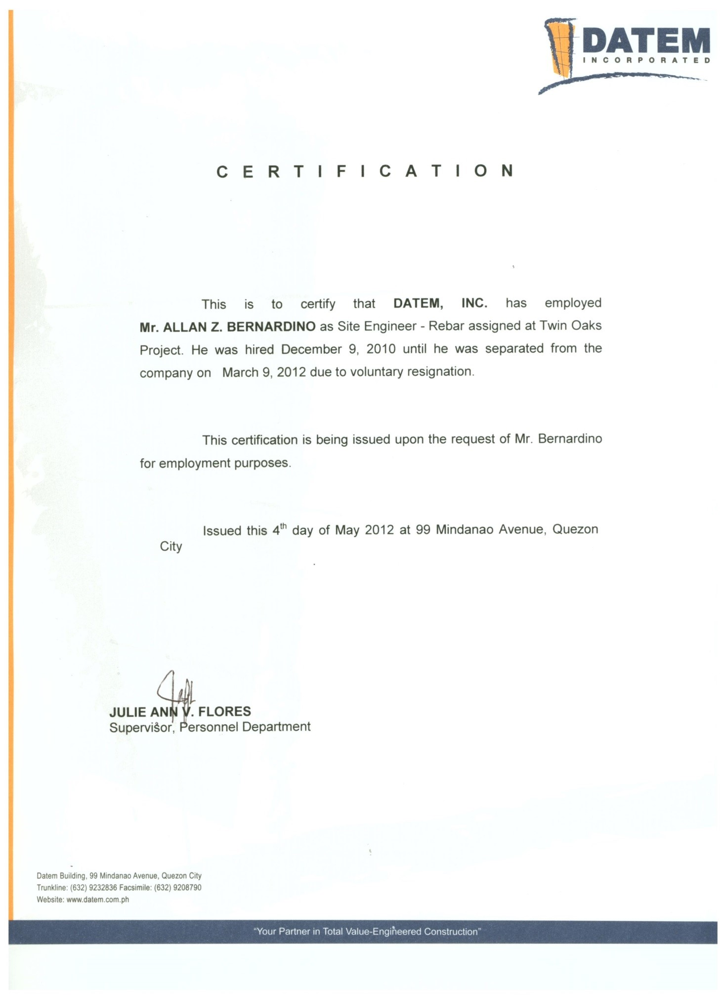 DATEM
INCORPORATED
CERTIFICATION
This is to certify that DATEM, INC. has employed
Mr. ALLAN Z. BERNARDINO as Site Engineer - Rebar assigned at Twin Oaks
Project. He was hired December 9, 2010 until he was separated from the
company on March 9, 2012 due to voluntary resignation.
This certification is being issued upon the request of Mr. Bernardino
for employment purposes.
Issued this 4th day of May 2012 at 99 Mindanao Avenue, Quezon
City
JULIE ANN V. FLORES
Supervisor, Personnel Department
Datem Building, 99 Mindanao Avenue, Quezon City
Trunkline: (632) 9232836 Facsimile: (632) 9208790
Website: www.datem.com.ph
“Your Partner in Total Value-Engineered Construction”